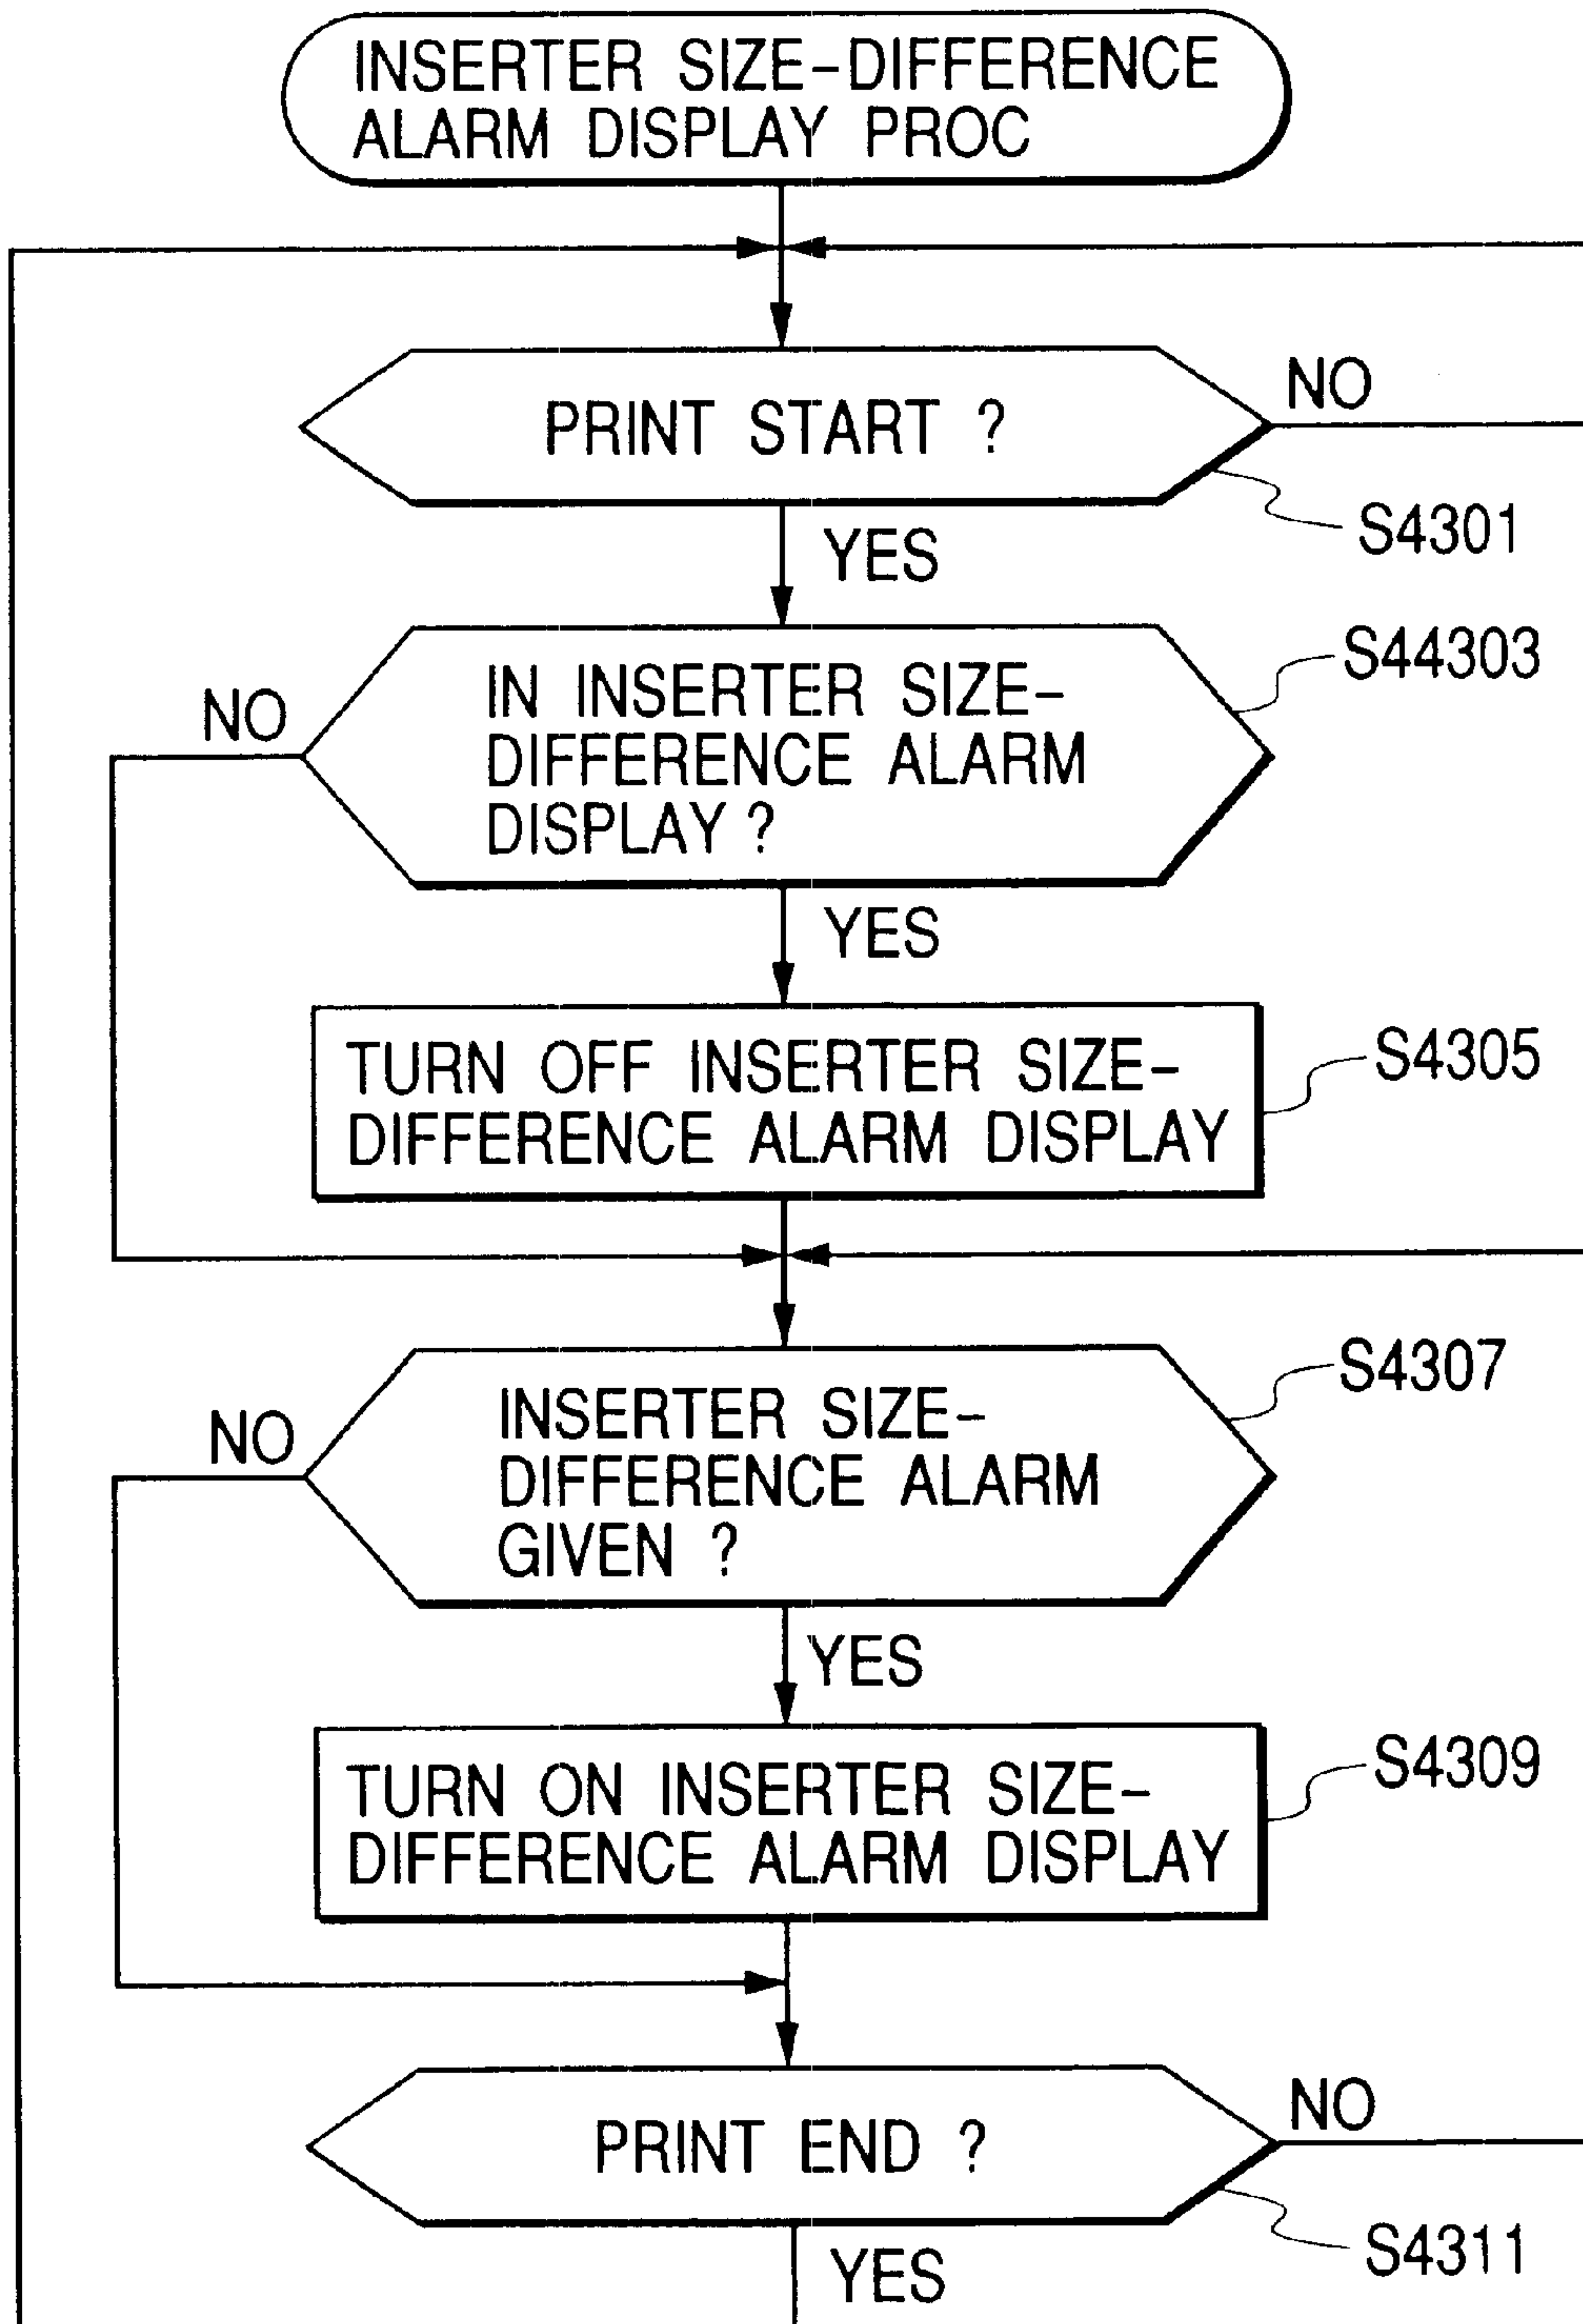 INSERTER SIZE-DIFFERENCE
ALARM DISPLAY PROC
PRINT START ?
NO
S4301
YES
S44303
IN INSERTER SIZE-
DIFFERENCE ALARM
DISPLAY ?
NO
YES
TURN OFF INSERTER SIZE-
DIFFERENCE ALARM DISPLAY
S4305
S4307
INSERTER SIZE-
DIFFERENCE ALARM
GIVEN ?
NO
YES
TURN ON INSERTER SIZE-
DIFFERENCE ALARM DISPLAY
S4309
PRINT END ?
NO
S4311
YES